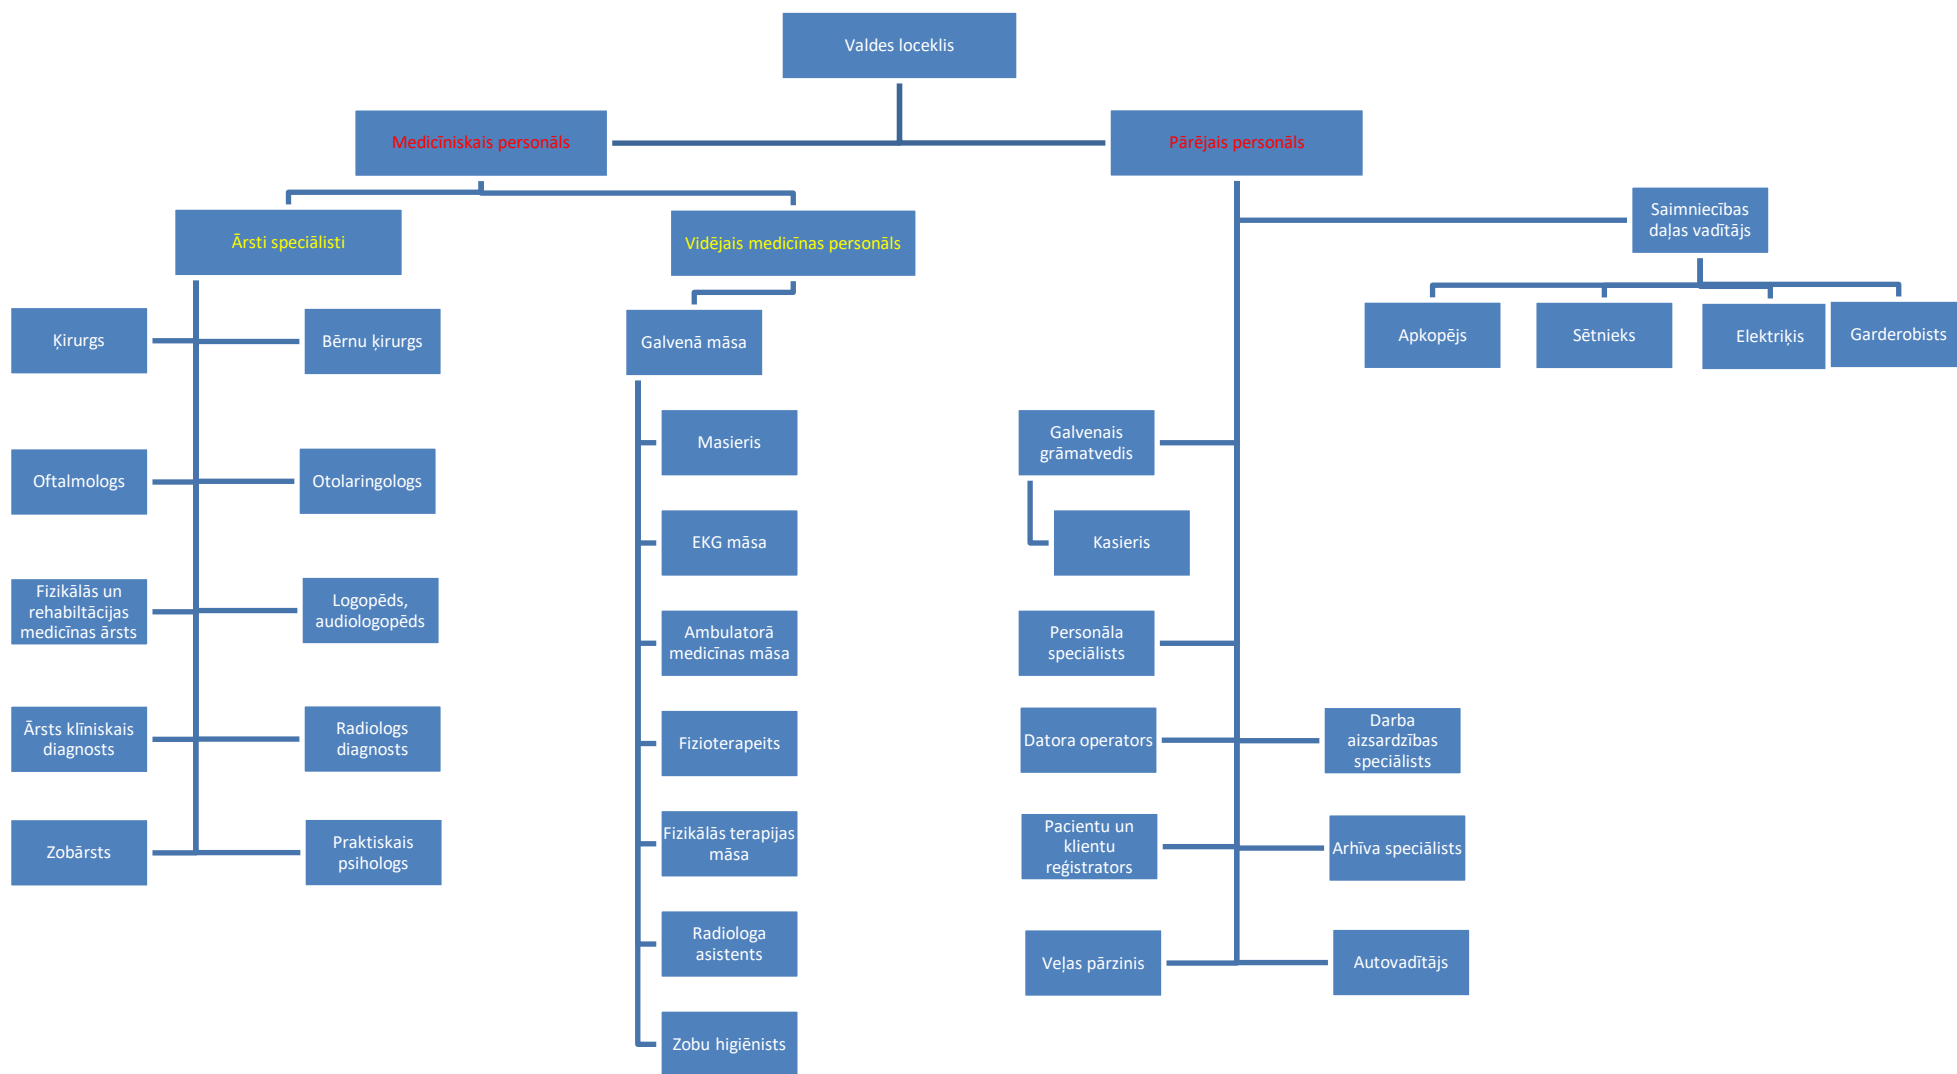 Valdes loceklis
Medicīniskais personāls
Pārējais personāls
Saimniecības
daļas vadītājs
Ārsti speciālisti
Vidējais medicīnas personāls
Apkopējs
Sētnieks
Elektriķis
Garderobists
Ķirurgs
Bērnu ķirurgs
Galvenā māsa
Masieris
Galvenais
grāmatvedis
Oftalmologs
Otolaringologs
EKG māsa
Kasieris
Fizikālās un
rehabiltācijas
medicīnas ārsts
Logopēds,
audiologopēds
Ambulatorā
medicīnas māsa
Personāla
speciālists
Ārsts klīniskais
diagnosts
Radiologs
diagnosts
Fizioterapeits
Datora operators
Darba
aizsardzības
speciālists
Zobārsts
Praktiskais
psihologs
Fizikālās terapijas
māsa
Pacientu un
klientu
reģistrators
Arhīva speciālists
Radiologa
asistents
Veļas pārzinis
Autovadītājs
Zobu higiēnists